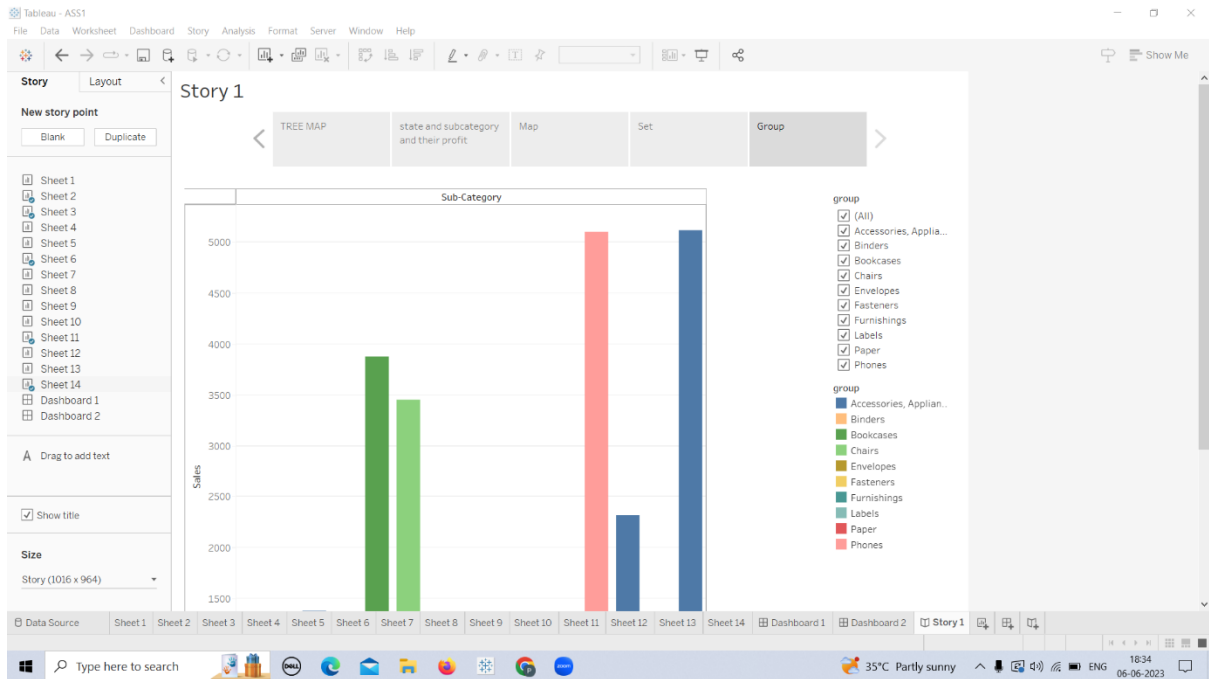 Tableau - ASS1
File Data Worksheet Dashboard Story Analysis Format Server Window Help
Show Me
Story Layout
New story point
Blank Duplicate
Sheet 1
Sheet 2
Sheet 3
Sheet 4
Sheet 5
Sheet 6
Sheet 7
Sheet 8
Sheet 9
Sheet 10
Sheet 11
Sheet 12
Sheet 13
Sheet 14
Dashboard 1
Dashboard 2
A Drag to add text
Show title
Size
Story (1016 x 964)
Story 1
TREE MAP
state and subcategory
and their profit
Map
Set
Group
Sub-Category
5000
4500
4000
3500
3000
2500
2000
1500
Sales
group
(All)
Accessories, Applia...
Binders
Bookcases
Chairs
Envelopes
Fasteners
Furnishings
Labels
Paper
Phones
group
Accessories, Applian..
Binders
Bookcases
Chairs
Envelopes
Fasteners
Furnishings
Labels
Paper
Phones
Data Source Sheet 1 Sheet 2 Sheet 3 Sheet 4 Sheet 5 Sheet 6 Sheet 7 Sheet 8 Sheet 9 Sheet 10 Sheet 11 Sheet 12 Sheet 13 Sheet 14 Dashboard 1 Dashboard 2 Story 1
Type here to search
DELL
zoom
35°C Partly sunny
ENG
18:34
06-06-2023